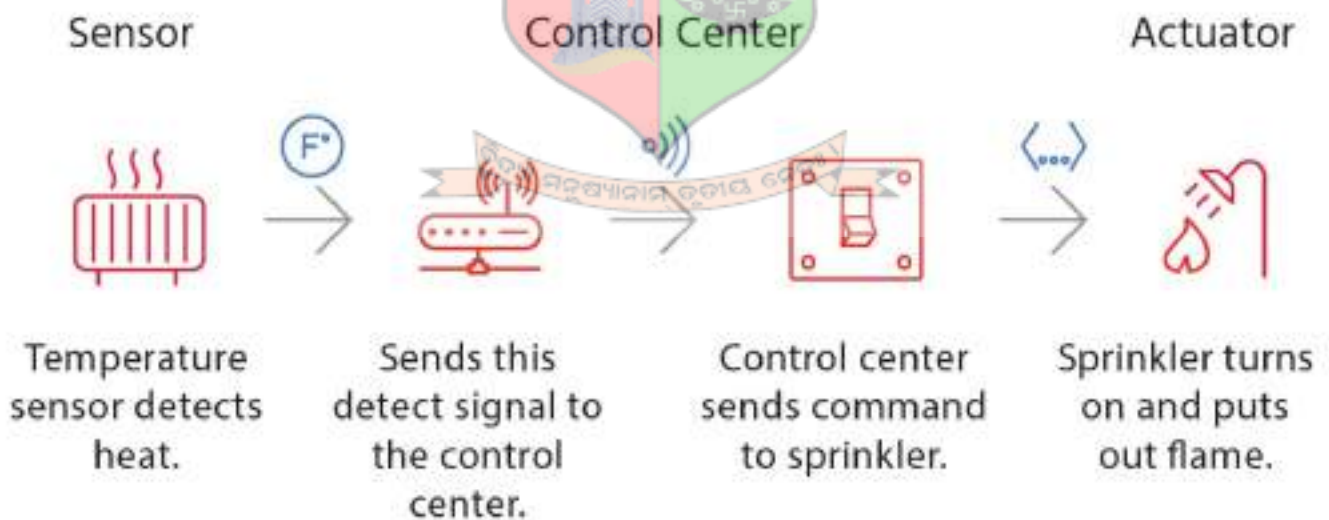 Sensor
Control Center
Actuator
F°
Temperature
sensor detects
heat.
Sends this
detect signal to
the control
center.
Control center
sends command
to sprinkler.
Sprinkler turns
on and puts
out flame.